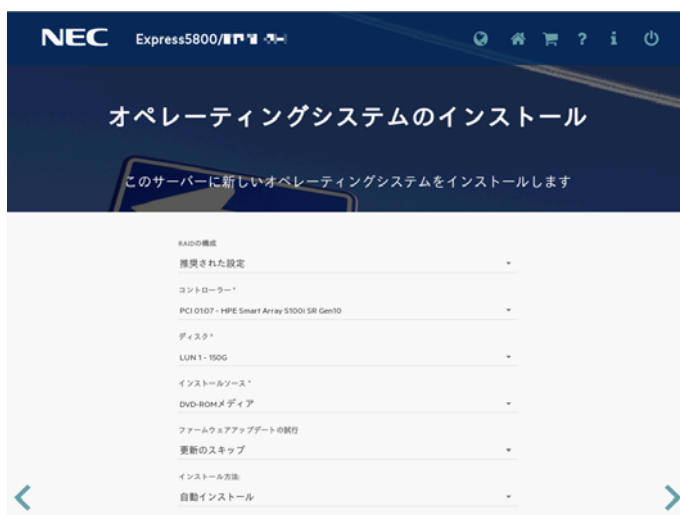 NEC Express5800/
オペレーティングシステムのインストール
このサーバーに新しいオペレーティングシステムをインストールします
RAIDの構成
推奨された設定
コントローラー*
PCI 01:07 - HPE Smart Array S100i SR Gen10
ディスク*
LUN 1 - 150G
インストールソース*
DVD-ROMメディア
ファームウェアアップデートの試行
更新のスキップ
インストール方法:
自動インストール